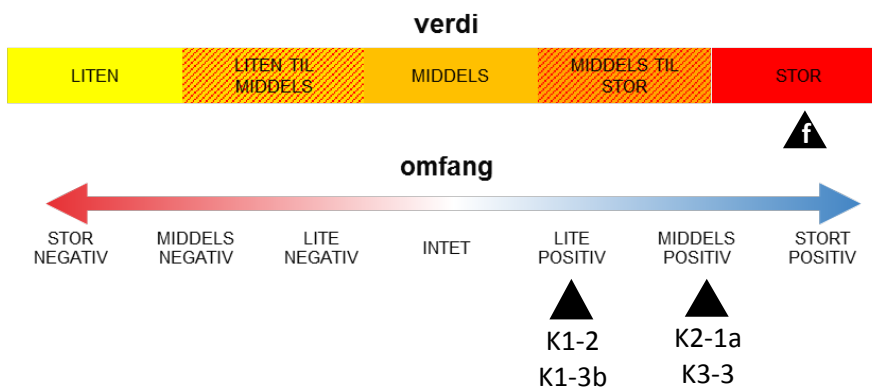 verdi
LITEN
LITEN TIL
MIDDELS
MIDDELS
MIDDELS TIL
STOR
STOR
f
omfang
STOR
NEGATIV
MIDDELS
NEGATIV
LITE
NEGATIV
INTET
LITE
POSITIV
MIDDELS
POSITIV
STORT
POSITIV
K1-2
K1-3b
K2-1a
K3-3